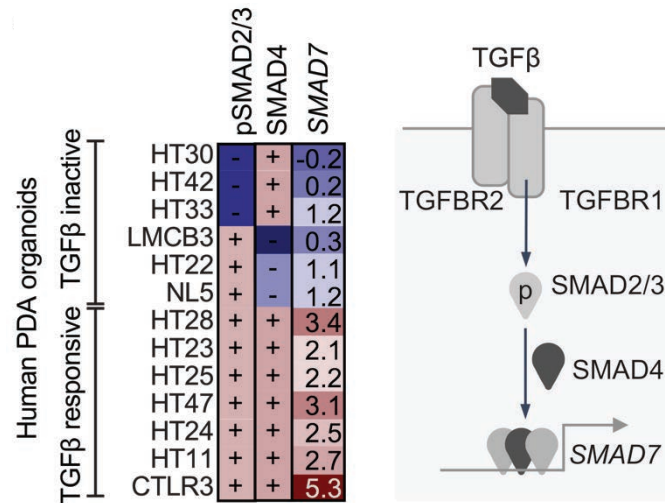 pSMAD2/3 SMAD4 SMAD7
Human PDA organoids
TGFβ inactive
HT30 - + -0.2
HT42 - + 0.2
HT33 - + 1.2
LMCB3 + - 0.3
HT22 + - 1.1
NL5 + - 1.2
TGFβ responsive
HT28 + + 3.4
HT23 + + 2.1
HT25 + + 2.2
HT47 + + 3.1
HT24 + + 2.5
HT11 + + 2.7
CTLR3 + + 5.3
TGFβ
TGFBR2 TGFBR1
p SMAD2/3
SMAD4
SMAD7